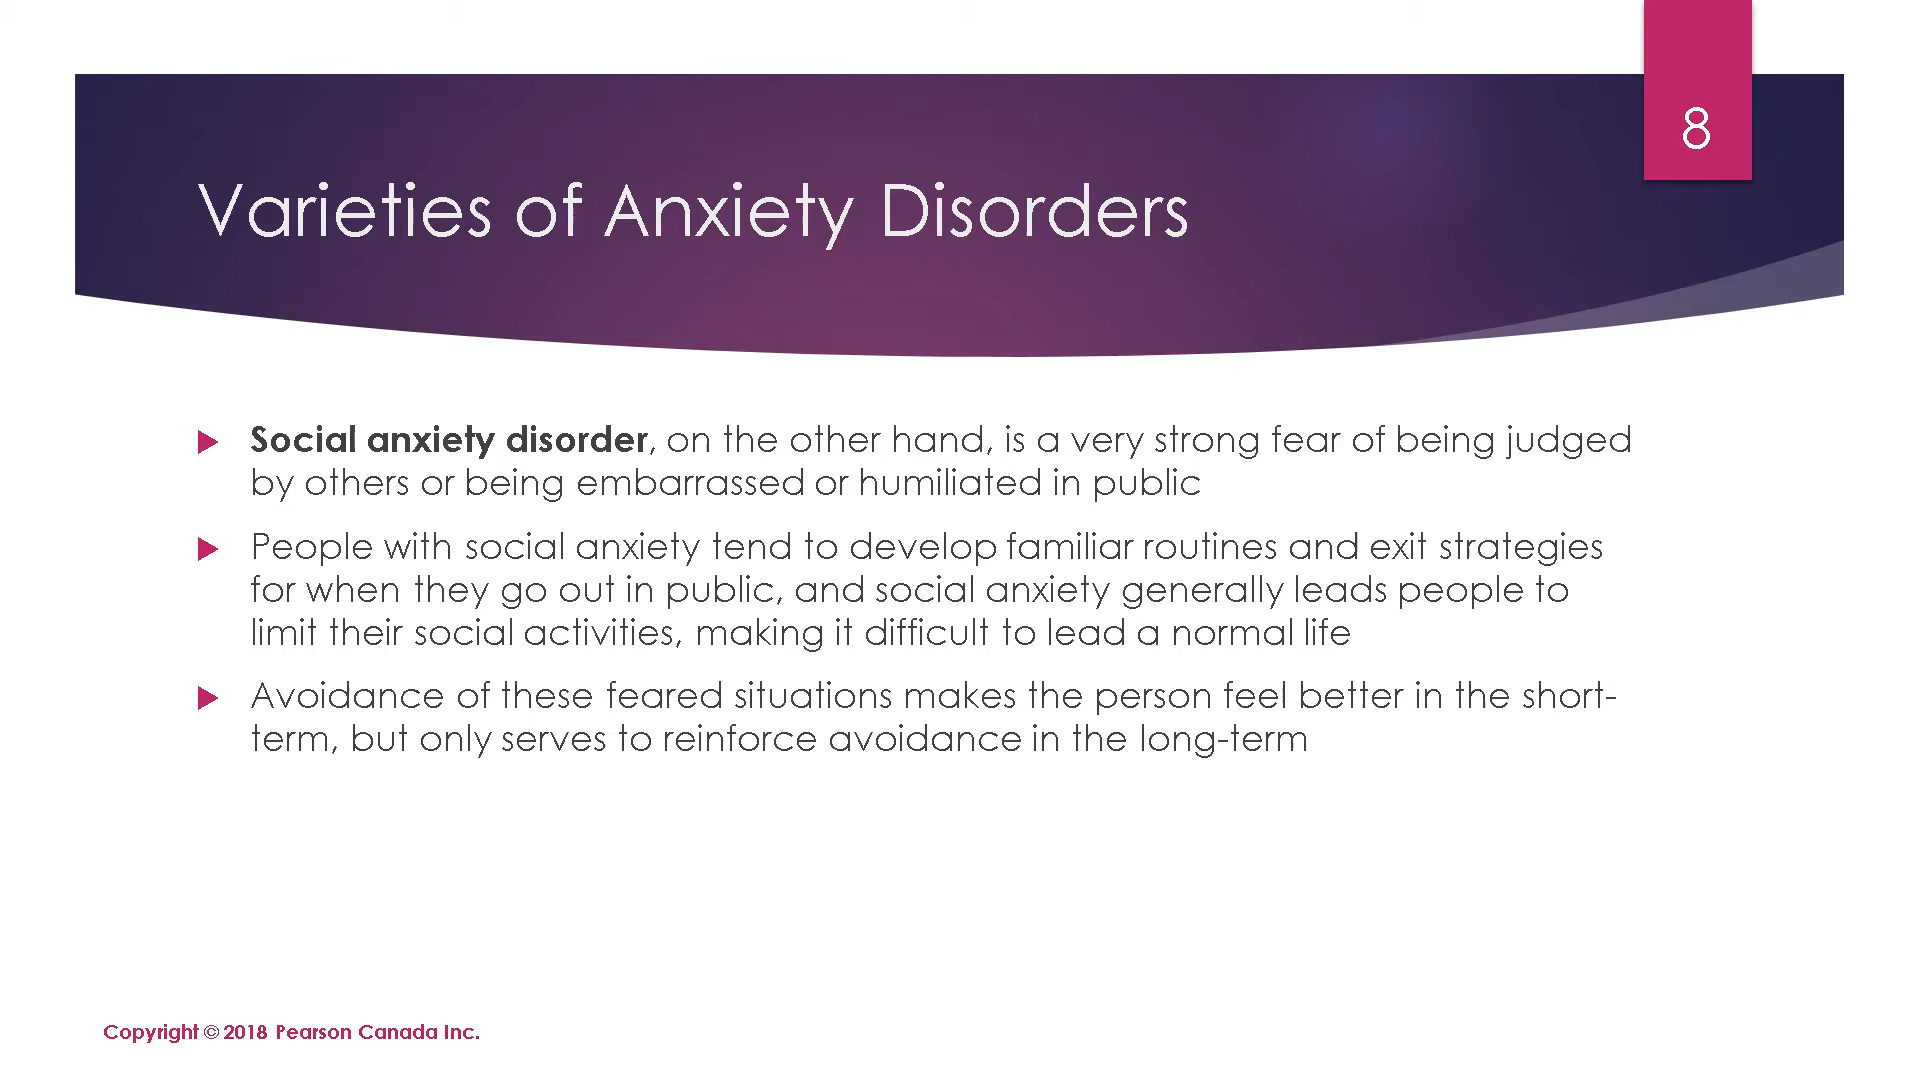 8
Varieties of Anxiety Disorders
Social anxiety disorder, on the other hand, is a very strong fear of being judged
by others or being embarrassed or humiliated in public
People with social anxiety tend to develop familiar routines and exit strategies
for when they go out in public, and social anxiety generally leads people to
limit their social activities, making it difficult to lead a normal life
Avoidance of these feared situations makes the person feel better in the short-
term, but only serves to reinforce avoidance in the long-term
Copyright © 2018 Pearson Canada Inc.